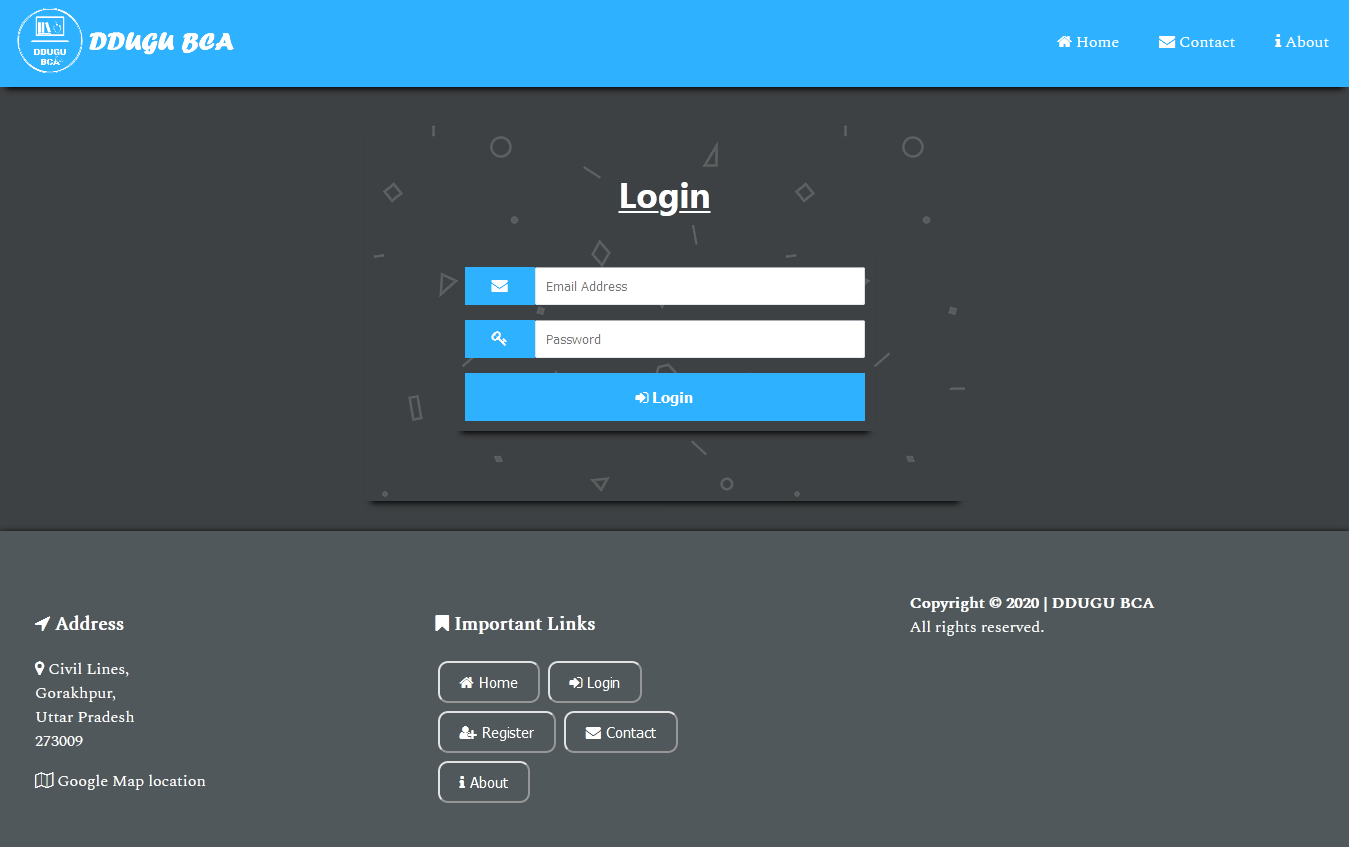 DDUGU
BCA
DDUGU BCA
Home
Contact
About
Login
Email Address
Password
Login
Address
Civil Lines,
Gorakhpur,
Uttar Pradesh
273009
Google Map location
Important Links
Home
Login
Register
Contact
About
Copyright © 2020 | DDUGU BCA
All rights reserved.